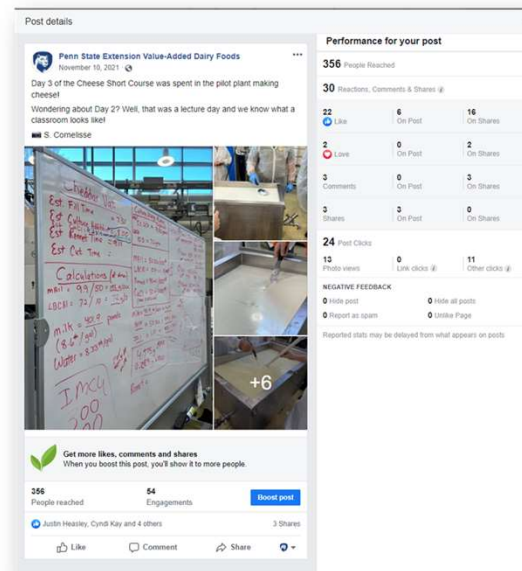 Post details
Penn State Extension Value-Added Dairy Foods
November 10, 2021
Day 3 of the Cheese Short Course was spent in the pilot plant making
cheese!
Wondering about Day 2? Well, that was a lecture day and we know what a
classroom looks like!
S. Cornelisse
Cheddar Vat
Est. Fill Time
Est. Culture
Est. Rennet Time
Est. Cut Time =
Calculations
milk =
Water =
+6
Get more likes, comments and shares
When you boost this post, you'll show it to more people.
356
People reached
54
Engagements
Boost post
Justin Heasley, Cyndi Kay and 4 others
3 Shares
Like
Comment
Share
Performance for your post
356 People Reached
30 Reactions, Comments & Shares
22
Like
6
On Post
16
On Shares
2
Love
0
On Post
2
On Shares
3
Comments
0
On Post
3
On Shares
3
Shares
3
On Post
0
On Shares
24 Post Clicks
13
Photo views
0
Link clicks
11
Other clicks
NEGATIVE FEEDBACK
0 Hide post
0 Hide all posts
0 Report as spam
0 Unlike Page
Reported stats may be delayed from what appears on posts